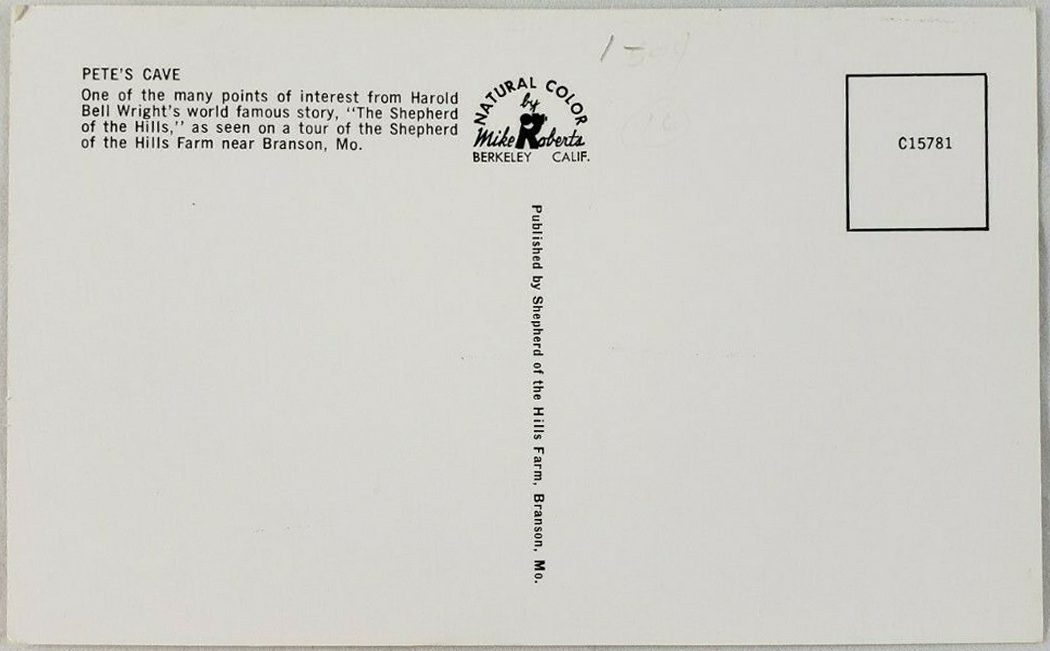 PETE'S CAVE
One of the many points of interest from Harold
Bell Wright's world famous story, "The Shepherd
of the Hills," as seen on a tour of the Shepherd
of the Hills Farm near Branson, Mo.
NATURAL COLOR
by
Mike Roberts
BERKELEY CALIF.
C15781
Published by Shepherd of the Hills Farm, Branson, Mo.